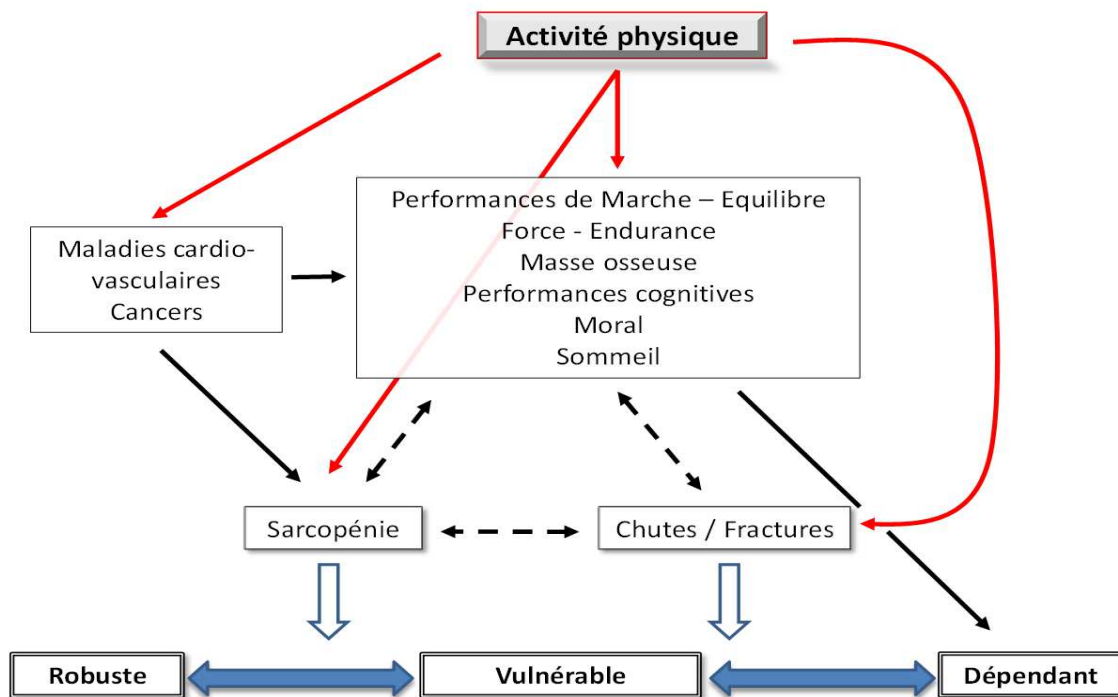 Activité physique
Performances de Marche – Equilibre
Force - Endurance
Masse osseuse
Performances cognitives
Moral
Sommeil
Maladies cardio-
vasculaires
Cancers
Sarcopénie
Chutes / Fractures
Robuste
Vulnérable
Dépendant